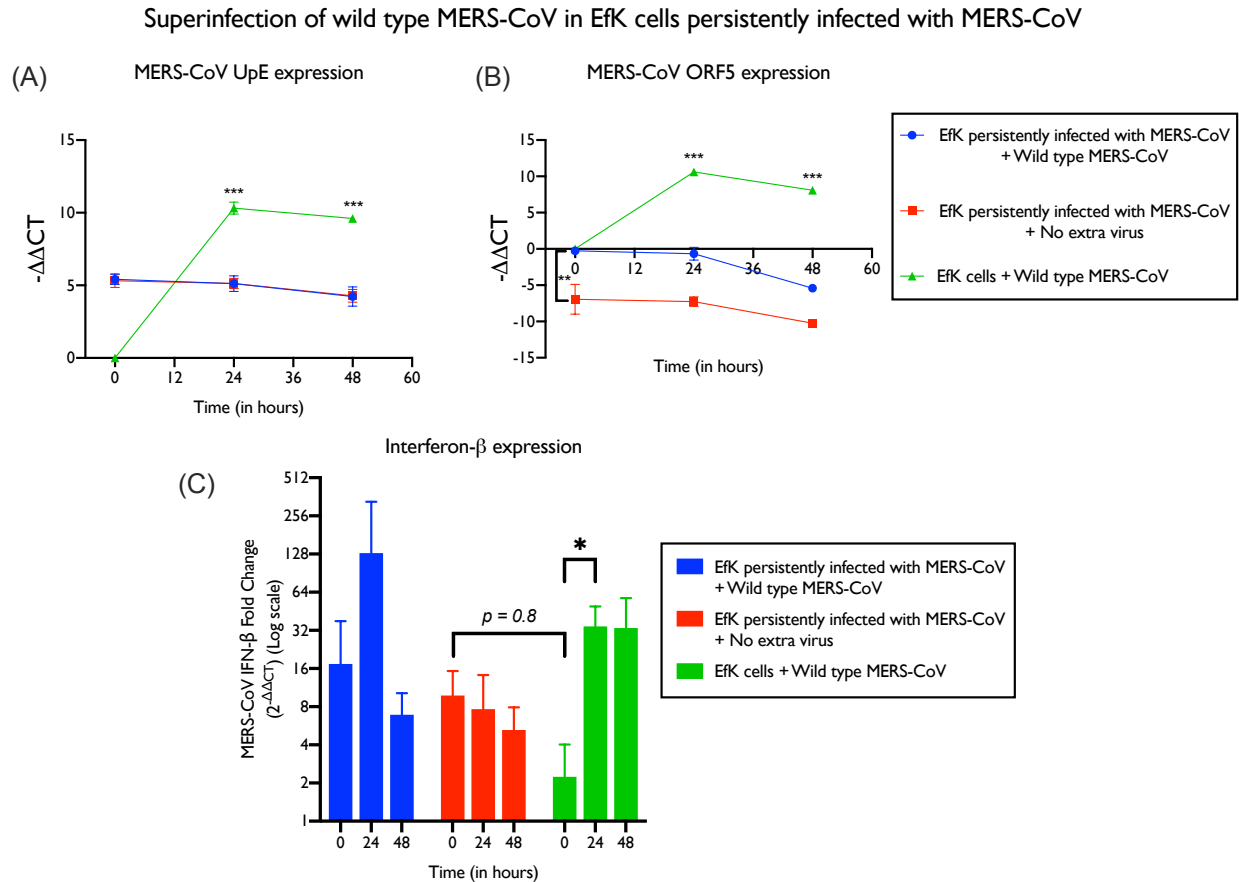 Superinfection of wild type MERS-CoV in EfK cells persistently infected with MERS-CoV
(A)
MERS-CoV UpE expression
-ΔΔCT
15
10
5
0
***
***
0 12 24 36 48 60
Time (in hours)
(B)
MERS-CoV ORF5 expression
-ΔΔCT
15
10
5
0
-5
-10
-15
***
***
**
0 12 24 36 48 60
Time (in hours)
EfK persistently infected with MERS-CoV
+ Wild type MERS-CoV
EfK persistently infected with MERS-CoV
+ No extra virus
EfK cells + Wild type MERS-CoV
Interferon-β expression
(C)
MERS-CoV IFN-β Fold Change
(2^-ΔΔCT) (Log scale)
512
256
128
64
32
16
8
4
2
1
p = 0.8
*
0 24 48 0 24 48 0 24 48
Time (in hours)
EfK persistently infected with MERS-CoV
+ Wild type MERS-CoV
EfK persistently infected with MERS-CoV
+ No extra virus
EfK cells + Wild type MERS-CoV